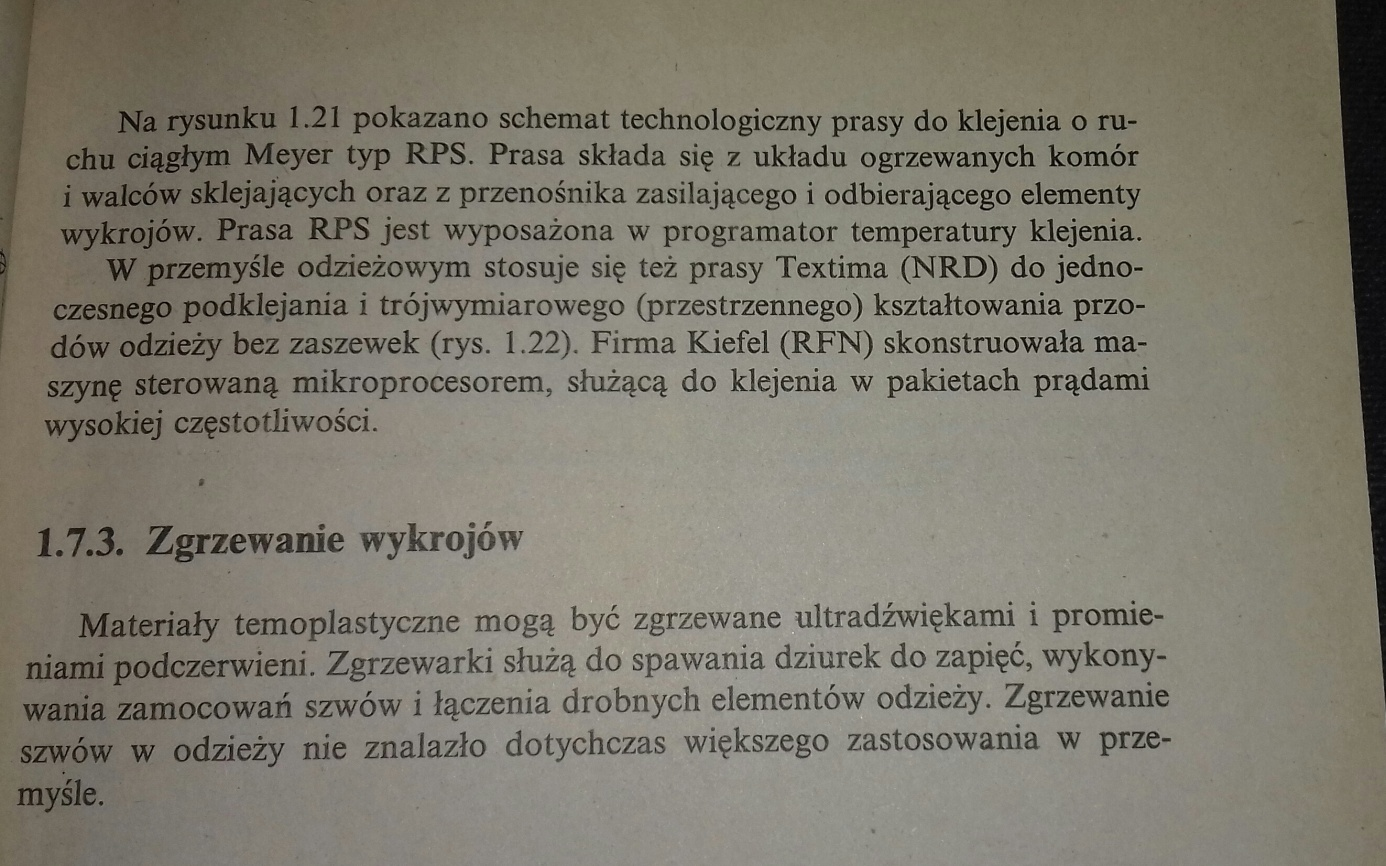 Na rysunku 1.21 pokazano schemat technologiczny prasy do klejenia o ru-
chu ciągłym Meyer typ RPS. Prasa składa się z układu ogrzewanych komór
i walców sklejających oraz z przenośnika zasilającego i odbierającego elementy
wykrojów. Prasa RPS jest wyposażona w programator temperatury klejenia.
W przemyśle odzieżowym stosuje się też prasy Textima (NRD) do jedno-
czesnego podklejania i trójwymiarowego (przestrzennego) kształtowania przo-
dów odzieży bez zaszewek (rys. 1.22). Firma Kiefel (RFN) skonstruowała ma-
szynę sterowaną mikroprocesorem, służącą do klejenia w pakietach prądami
wysokiej częstotliwości.
1.7.3. Zgrzewanie wykrojów
Materiały temoplastyczne mogą być zgrzewane ultradźwiękami i promie-
niami podczerwieni. Zgrzewarki służą do spawania dziurek do zapięć, wykony-
wania zamocowań szwów i łączenia drobnych elementów odzieży. Zgrzewanie
szwów w odzieży nie znalazło dotychczas większego zastosowania w prze-
myśle.